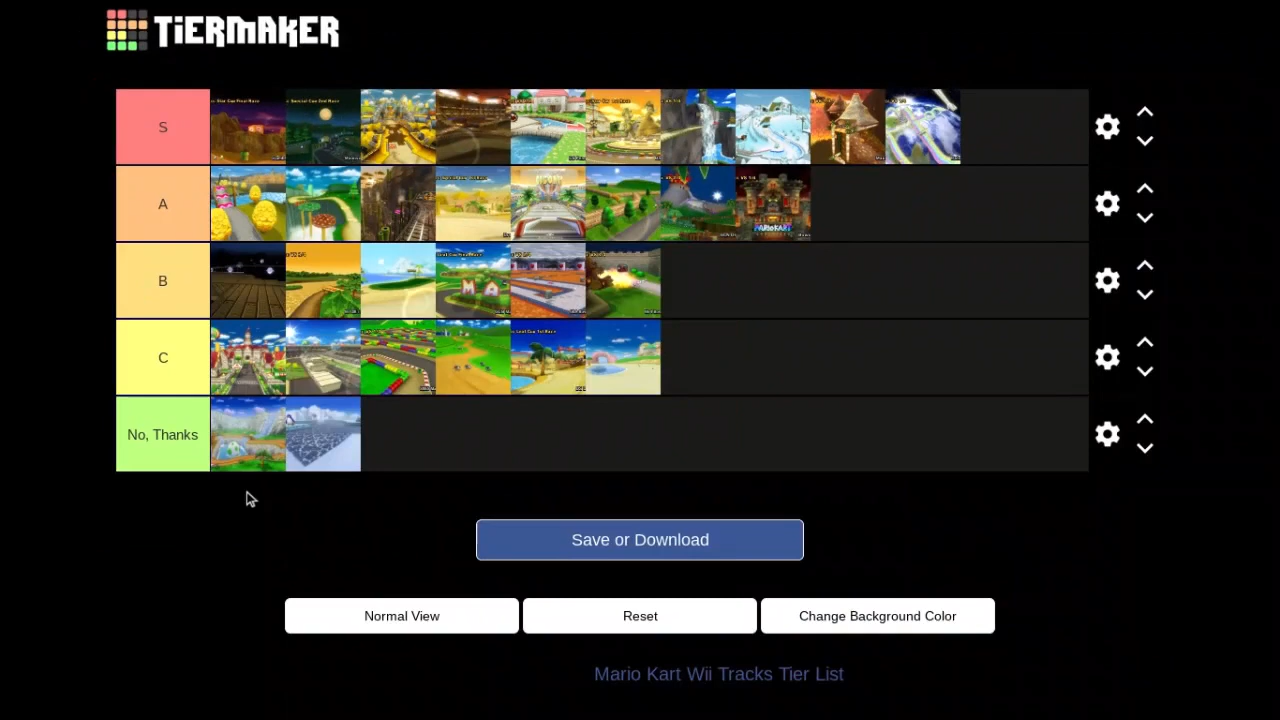 TiERMAKER
S
A
B
C
No, Thanks
Save or Download
Normal View
Reset
Change Background Color
Mario Kart Wii Tracks Tier List